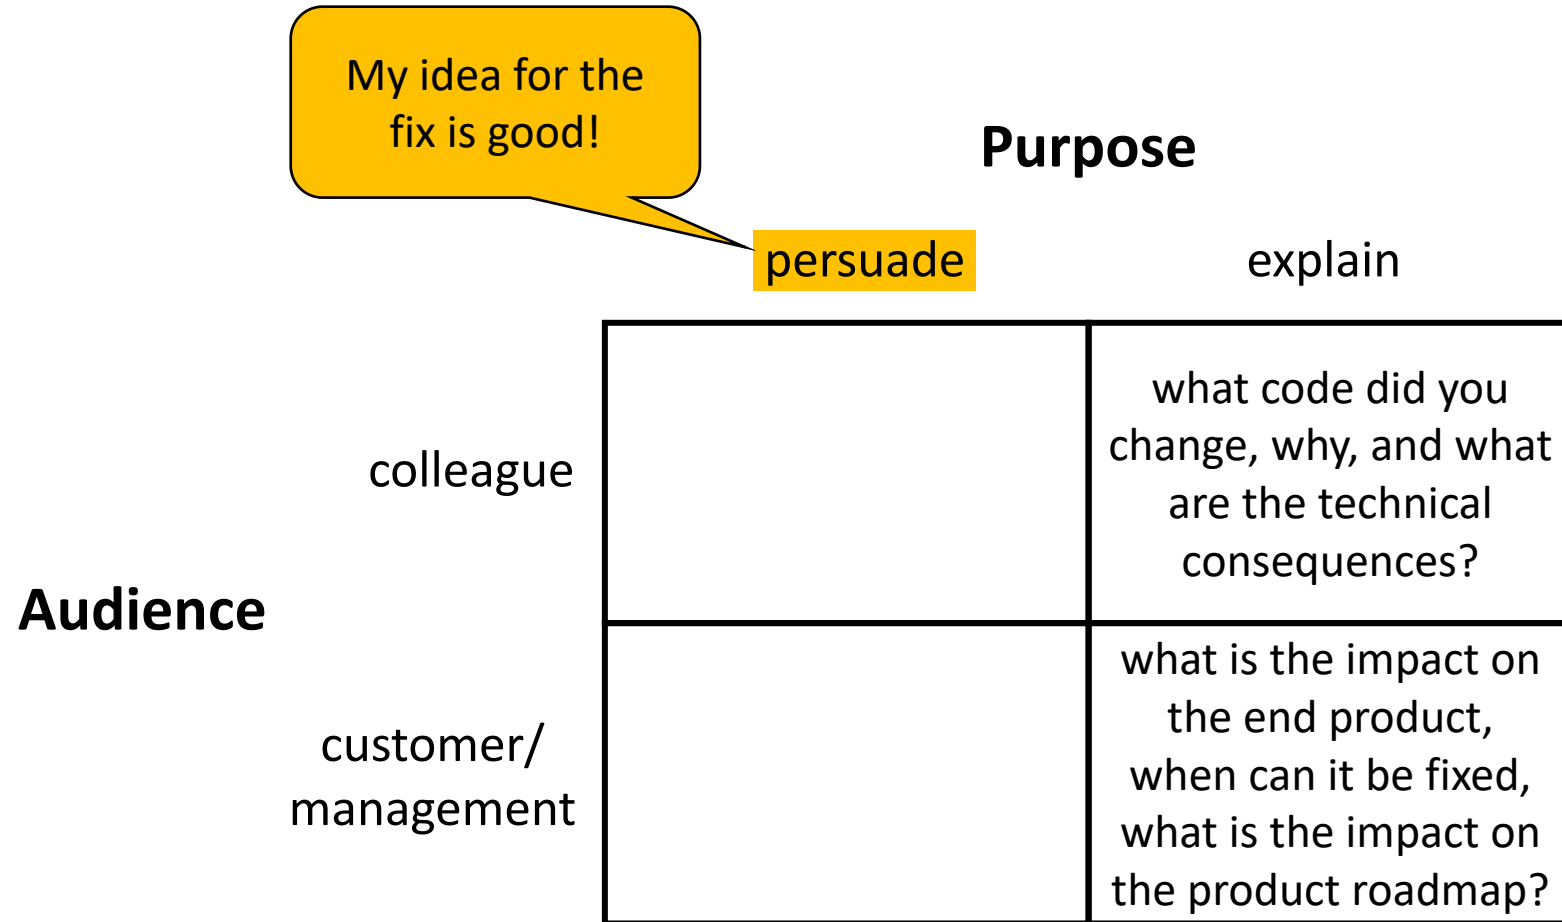 My idea for the
fix is good!
Purpose
persuade
explain
colleague
what code did you
change, why, and what
are the technical
consequences?
Audience
customer/
management
what is the impact on
the end product,
when can it be fixed,
what is the impact on
the product roadmap?